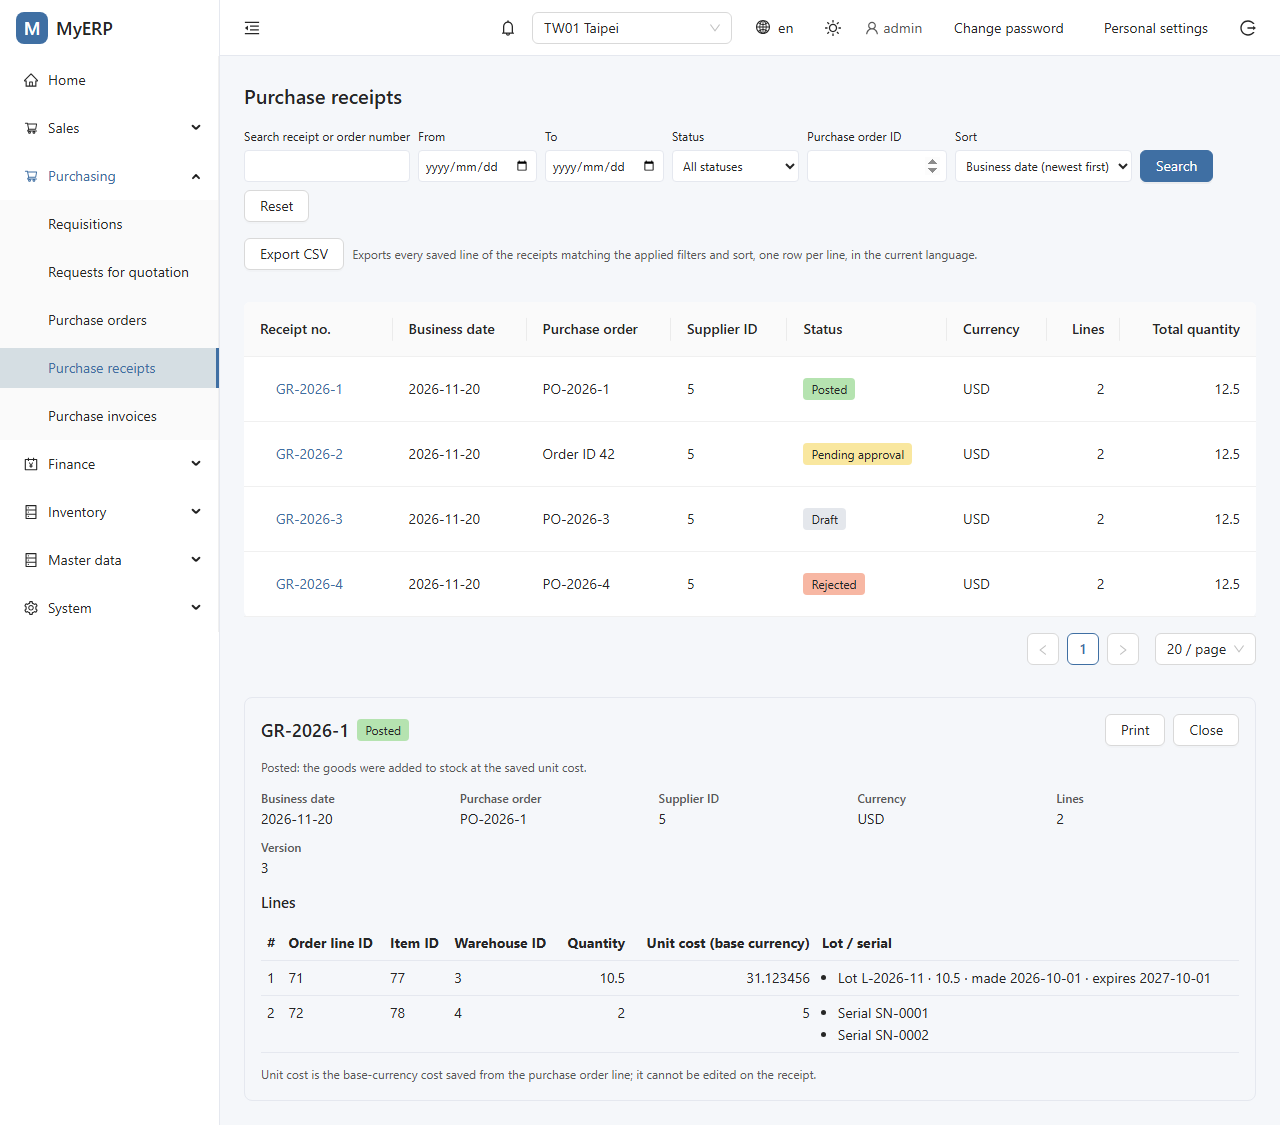 M MyERP
TW01 Taipei
en
admin
Change password
Personal settings
Home
Sales
Purchasing
Requisitions
Requests for quotation
Purchase orders
Purchase receipts
Purchase invoices
Finance
Inventory
Master data
System
Purchase receipts
Search receipt or order number From To Status Purchase order ID Sort
yyyy/mm/dd yyyy/mm/dd All statuses Business date (newest first) Search
Reset
Export CSV Exports every saved line of the receipts matching the applied filters and sort, one row per line, in the current language.
Receipt no. Business date Purchase order Supplier ID Status Currency Lines Total quantity
GR-2026-1 2026-11-20 PO-2026-1 5 Posted USD 2 12.5
GR-2026-2 2026-11-20 Order ID 42 5 Pending approval USD 2 12.5
GR-2026-3 2026-11-20 PO-2026-3 5 Draft USD 2 12.5
GR-2026-4 2026-11-20 PO-2026-4 5 Rejected USD 2 12.5
< 1 > 20 / page
GR-2026-1 Posted Print Close
Posted: the goods were added to stock at the saved unit cost.
Business date Purchase order Supplier ID Currency Lines
2026-11-20 PO-2026-1 5 USD 2
Version
3
Lines
# Order line ID Item ID Warehouse ID Quantity Unit cost (base currency) Lot / serial
1 71 77 3 10.5 31.123456 • Lot L-2026-11 · 10.5 · made 2026-10-01 · expires 2027-10-01
2 72 78 4 2 5 • Serial SN-0001
• Serial SN-0002
Unit cost is the base-currency cost saved from the purchase order line; it cannot be edited on the receipt.